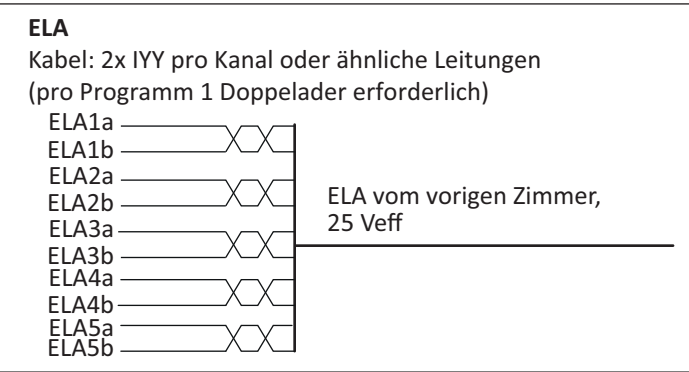 ELA
Kabel: 2x IYY pro Kanal oder ähnliche Leitungen
(pro Programm 1 Doppelader erforderlich)
ELA1a
ELA1b
ELA2a
ELA2b
ELA3a
ELA3b
ELA4a
ELA4b
ELA5a
ELA5b
ELA vom vorigen Zimmer,
25 Veff